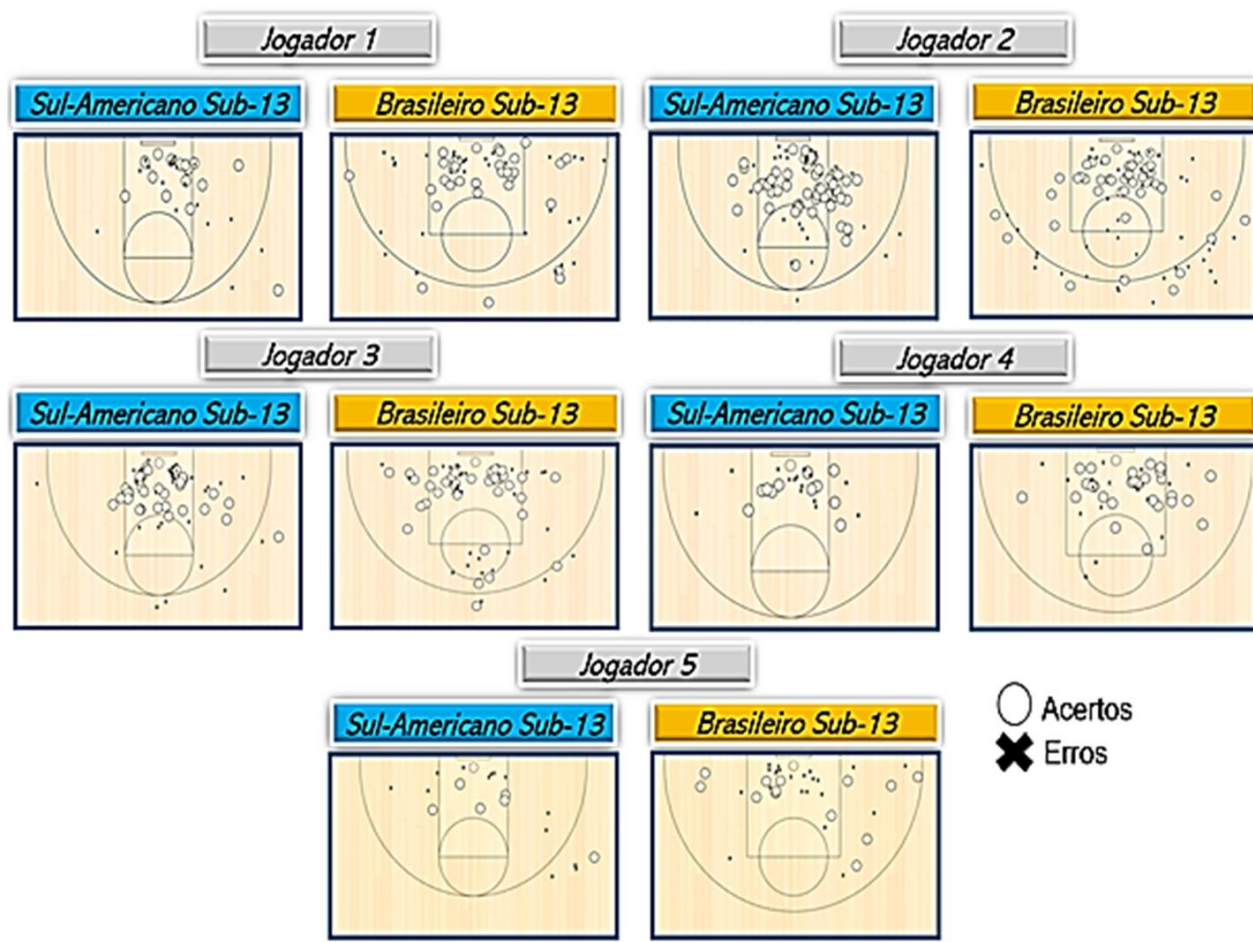 Jogador 1
Jogador 2
Sul-Americano Sub-13
Brasileiro Sub-13
Sul-Americano Sub-13
Brasileiro Sub-13
Jogador 3
Jogador 4
Sul-Americano Sub-13
Brasileiro Sub-13
Sul-Americano Sub-13
Brasileiro Sub-13
Jogador 5
Sul-Americano Sub-13
Brasileiro Sub-13
Acertos
Erros